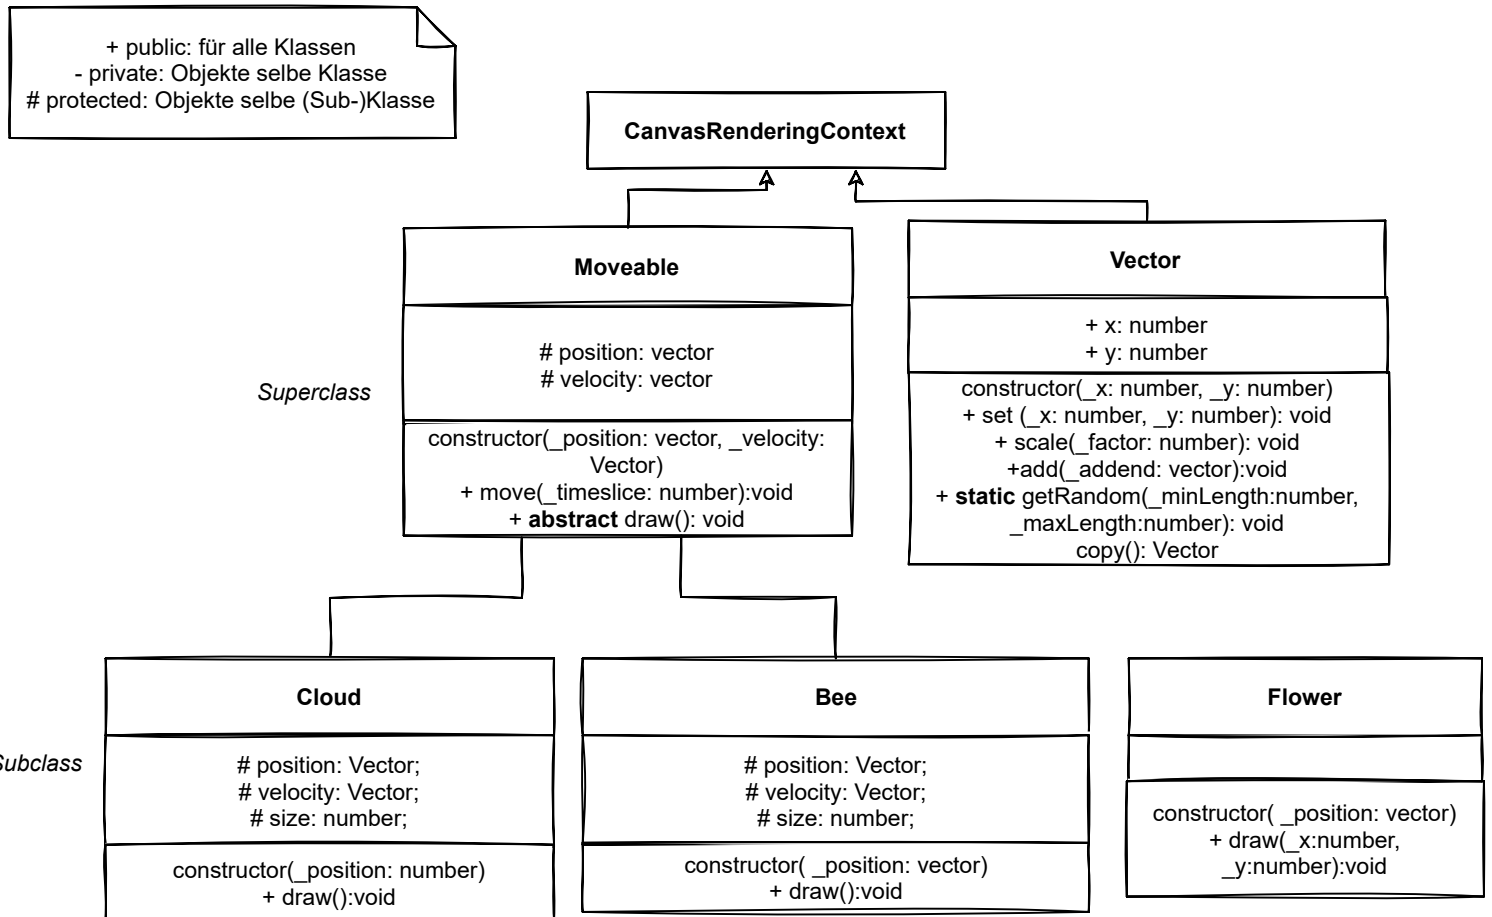 + public: für alle Klassen
- private: Objekte selbe Klasse
# protected: Objekte selbe (Sub-)Klasse
CanvasRenderingContext
Moveable
# position: vector
# velocity: vector
constructor(_position: vector, _velocity:
Vector)
+ move(_timeslice: number):void
+ abstract draw(): void
Vector
+ x: number
+ y: number
constructor(_x: number, _y: number)
+ set (_x: number, _y: number): void
+ scale(_factor: number): void
+add(_addend: vector):void
+ static getRandom(_minLength:number,
_maxLength:number): void
copy(): Vector
Superclass
Subclass
Cloud
# position: Vector;
# velocity: Vector;
# size: number;
constructor(_position: number)
+ draw():void
Bee
# position: Vector;
# velocity: Vector;
# size: number;
constructor( _position: vector)
+ draw():void
Flower
constructor( _position: vector)
+ draw(_x:number,
_y:number):void